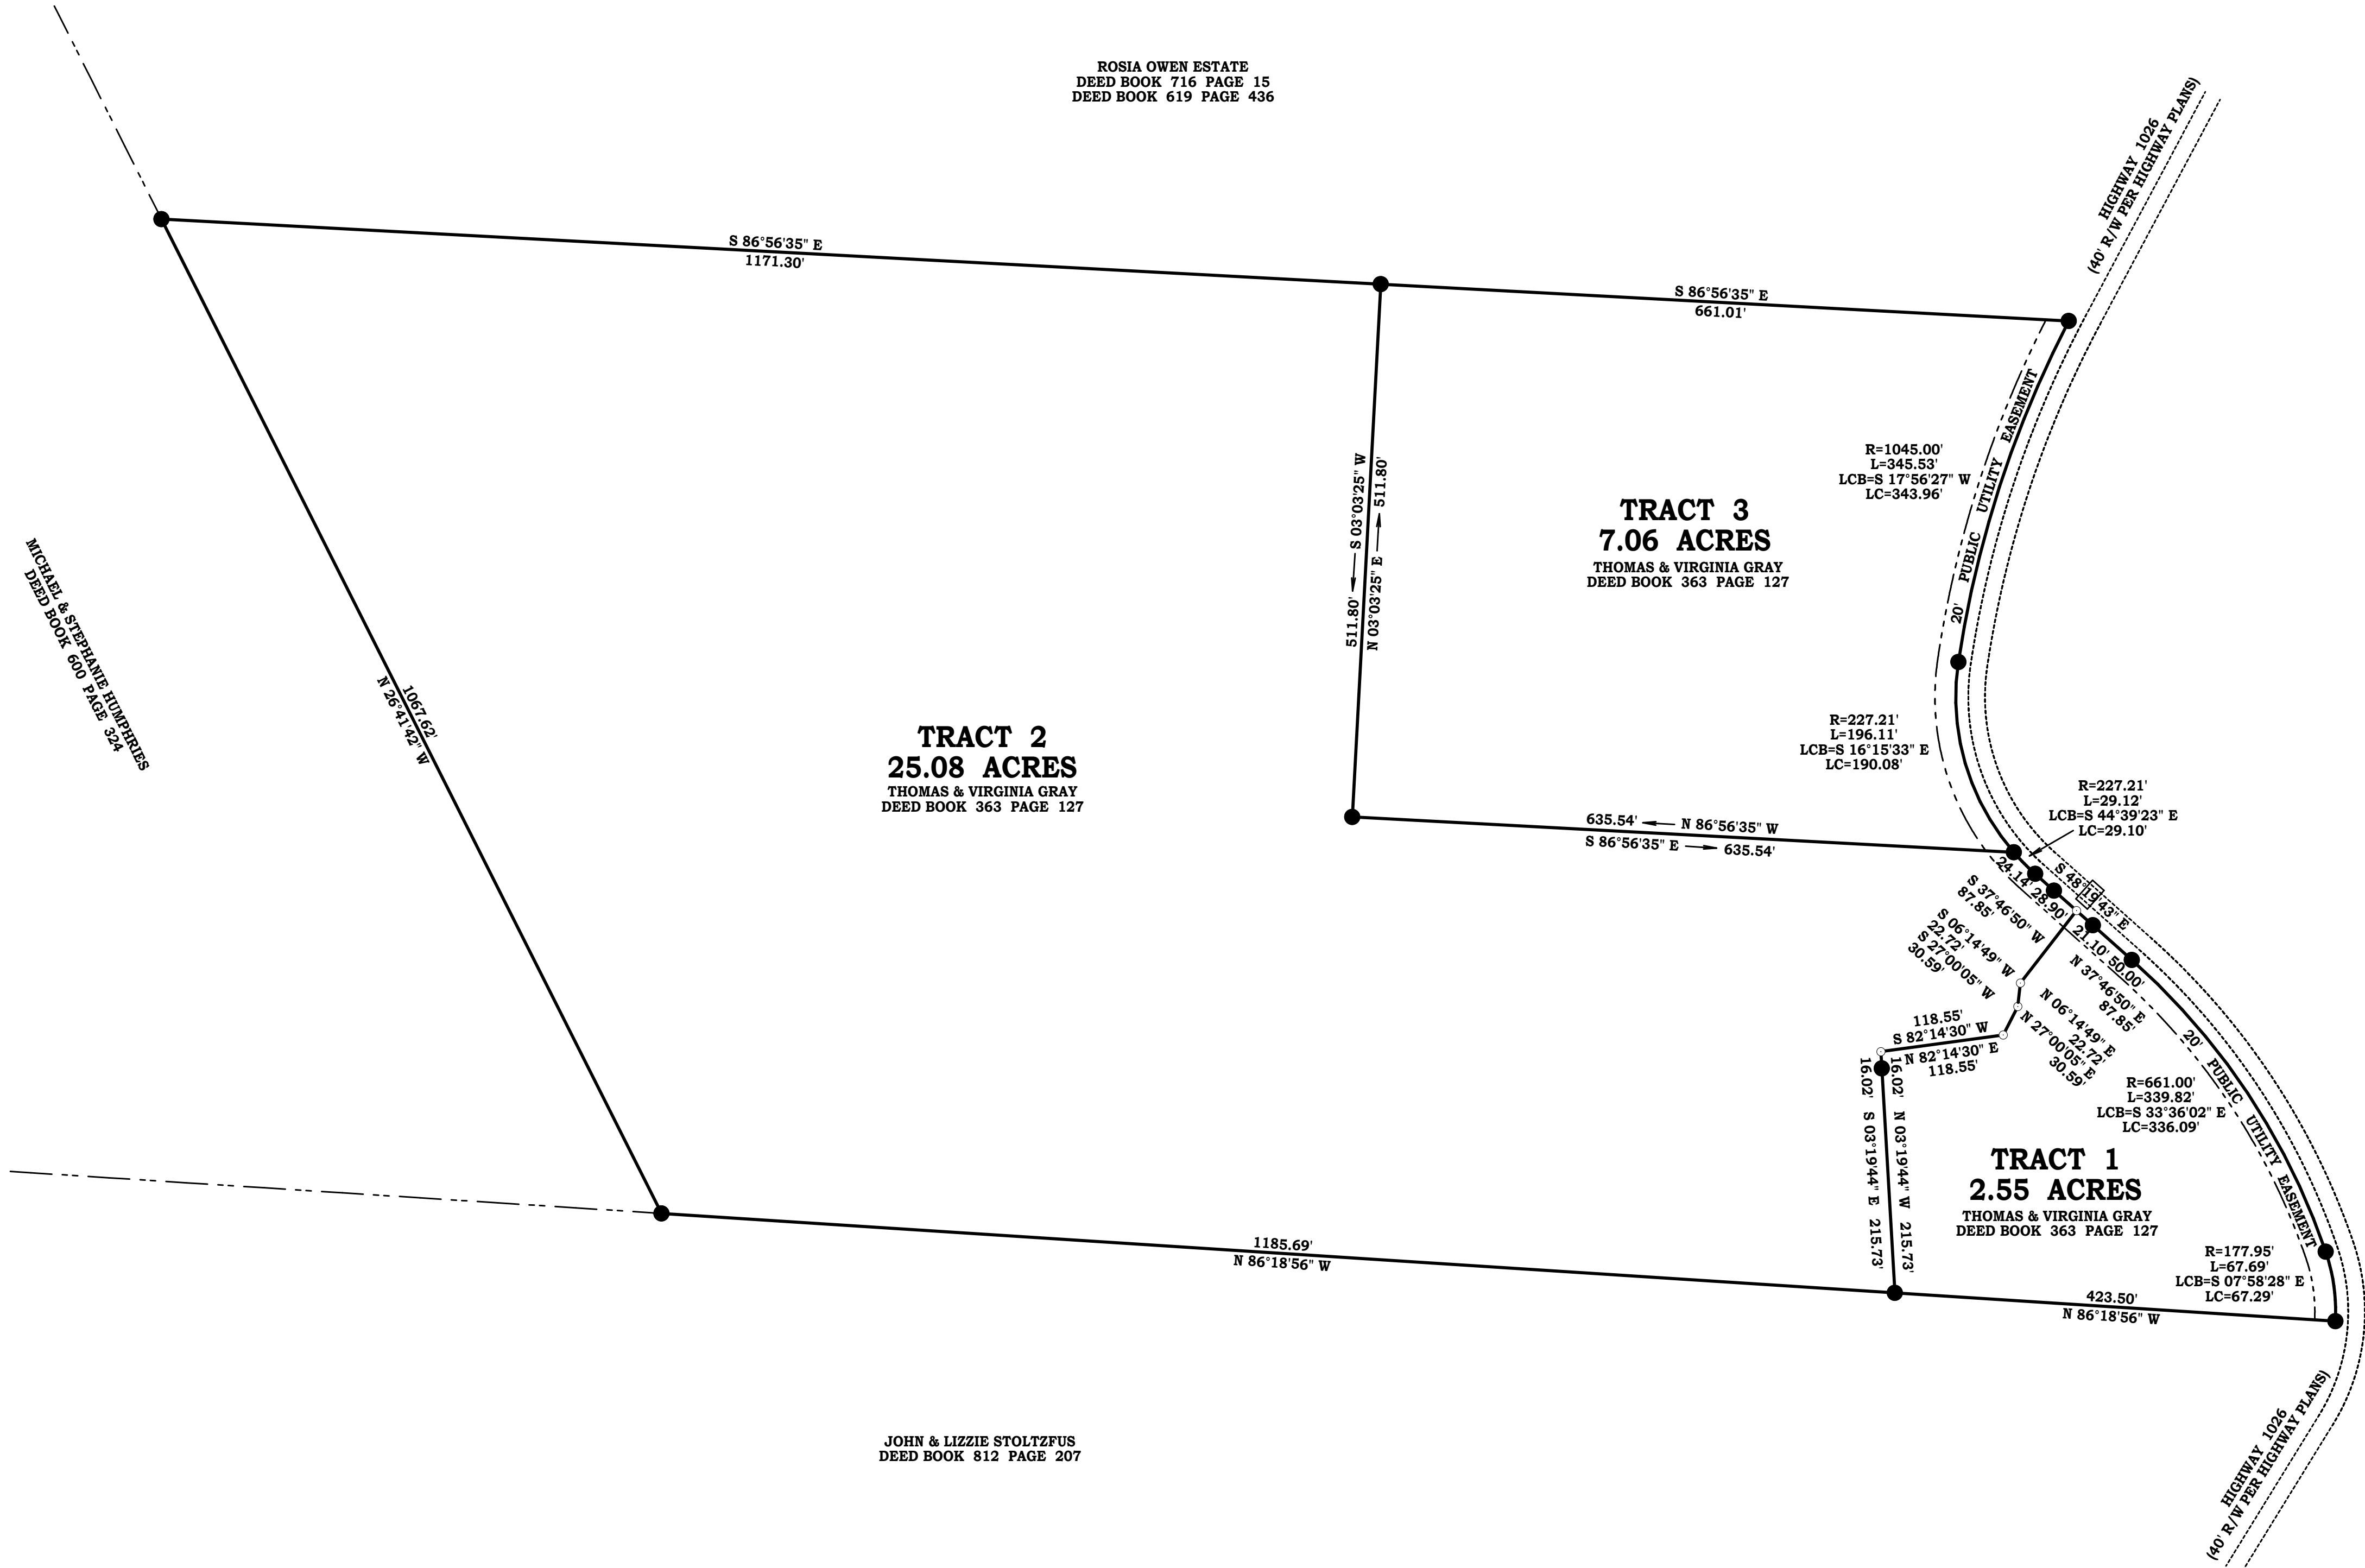 ROSIA OWEN ESTATE
DEED BOOK 716 PAGE 15
DEED BOOK 619 PAGE 436
HIGHWAY 1026
(40' R/W PER HIGHWAY PLANS)
S 86°56'35" E
1171.30'
S 86°56'35" E
661.01'
R=1045.00'
L=345.53'
LCB=S 17°56'27" W
LC=343.96'
20' PUBLIC UTILITY EASEMENT
511.80' S 03°03'25" W
N 03°03'25" E 511.80'
TRACT 3
7.06 ACRES
THOMAS & VIRGINIA GRAY
DEED BOOK 363 PAGE 127
MICHAEL & STEPHANIE HUMPHRIES
DEED BOOK 600 PAGE 324
1067.62'
N 26°41'42" W
TRACT 2
25.08 ACRES
THOMAS & VIRGINIA GRAY
DEED BOOK 363 PAGE 127
R=227.21'
L=196.11'
LCB=S 16°15'33" E
LC=190.08'
R=227.21'
L=29.12'
LCB=S 44°39'23" E
LC=29.10'
635.54' N 86°56'35" W
S 86°56'35" E 635.54'
S 48°19'43" E
24.14' 28.90'
21.10' 50.00'
S 37°46'50" W
87.85'
S 06°14'49" W
22.72'
S 27°00'05" W
30.59'
N 37°46'50" E
87.85'
N 06°14'49" E
22.72'
N 27°00'05" E
30.59'
118.55'
S 82°14'30" W
N 82°14'30" E
118.55'
16.02' S 03°19'44" E 215.73'
16.02' N 03°19'44" W 215.73'
20' PUBLIC UTILITY EASEMENT
R=661.00'
L=339.82'
LCB=S 33°36'02" E
LC=336.09'
TRACT 1
2.55 ACRES
THOMAS & VIRGINIA GRAY
DEED BOOK 363 PAGE 127
R=177.95'
L=67.69'
LCB=S 07°58'28" E
LC=67.29'
1185.69'
N 86°18'56" W
423.50'
N 86°18'56" W
JOHN & LIZZIE STOLTZFUS
DEED BOOK 812 PAGE 207
HIGHWAY 1026
(40' R/W PER HIGHWAY PLANS)